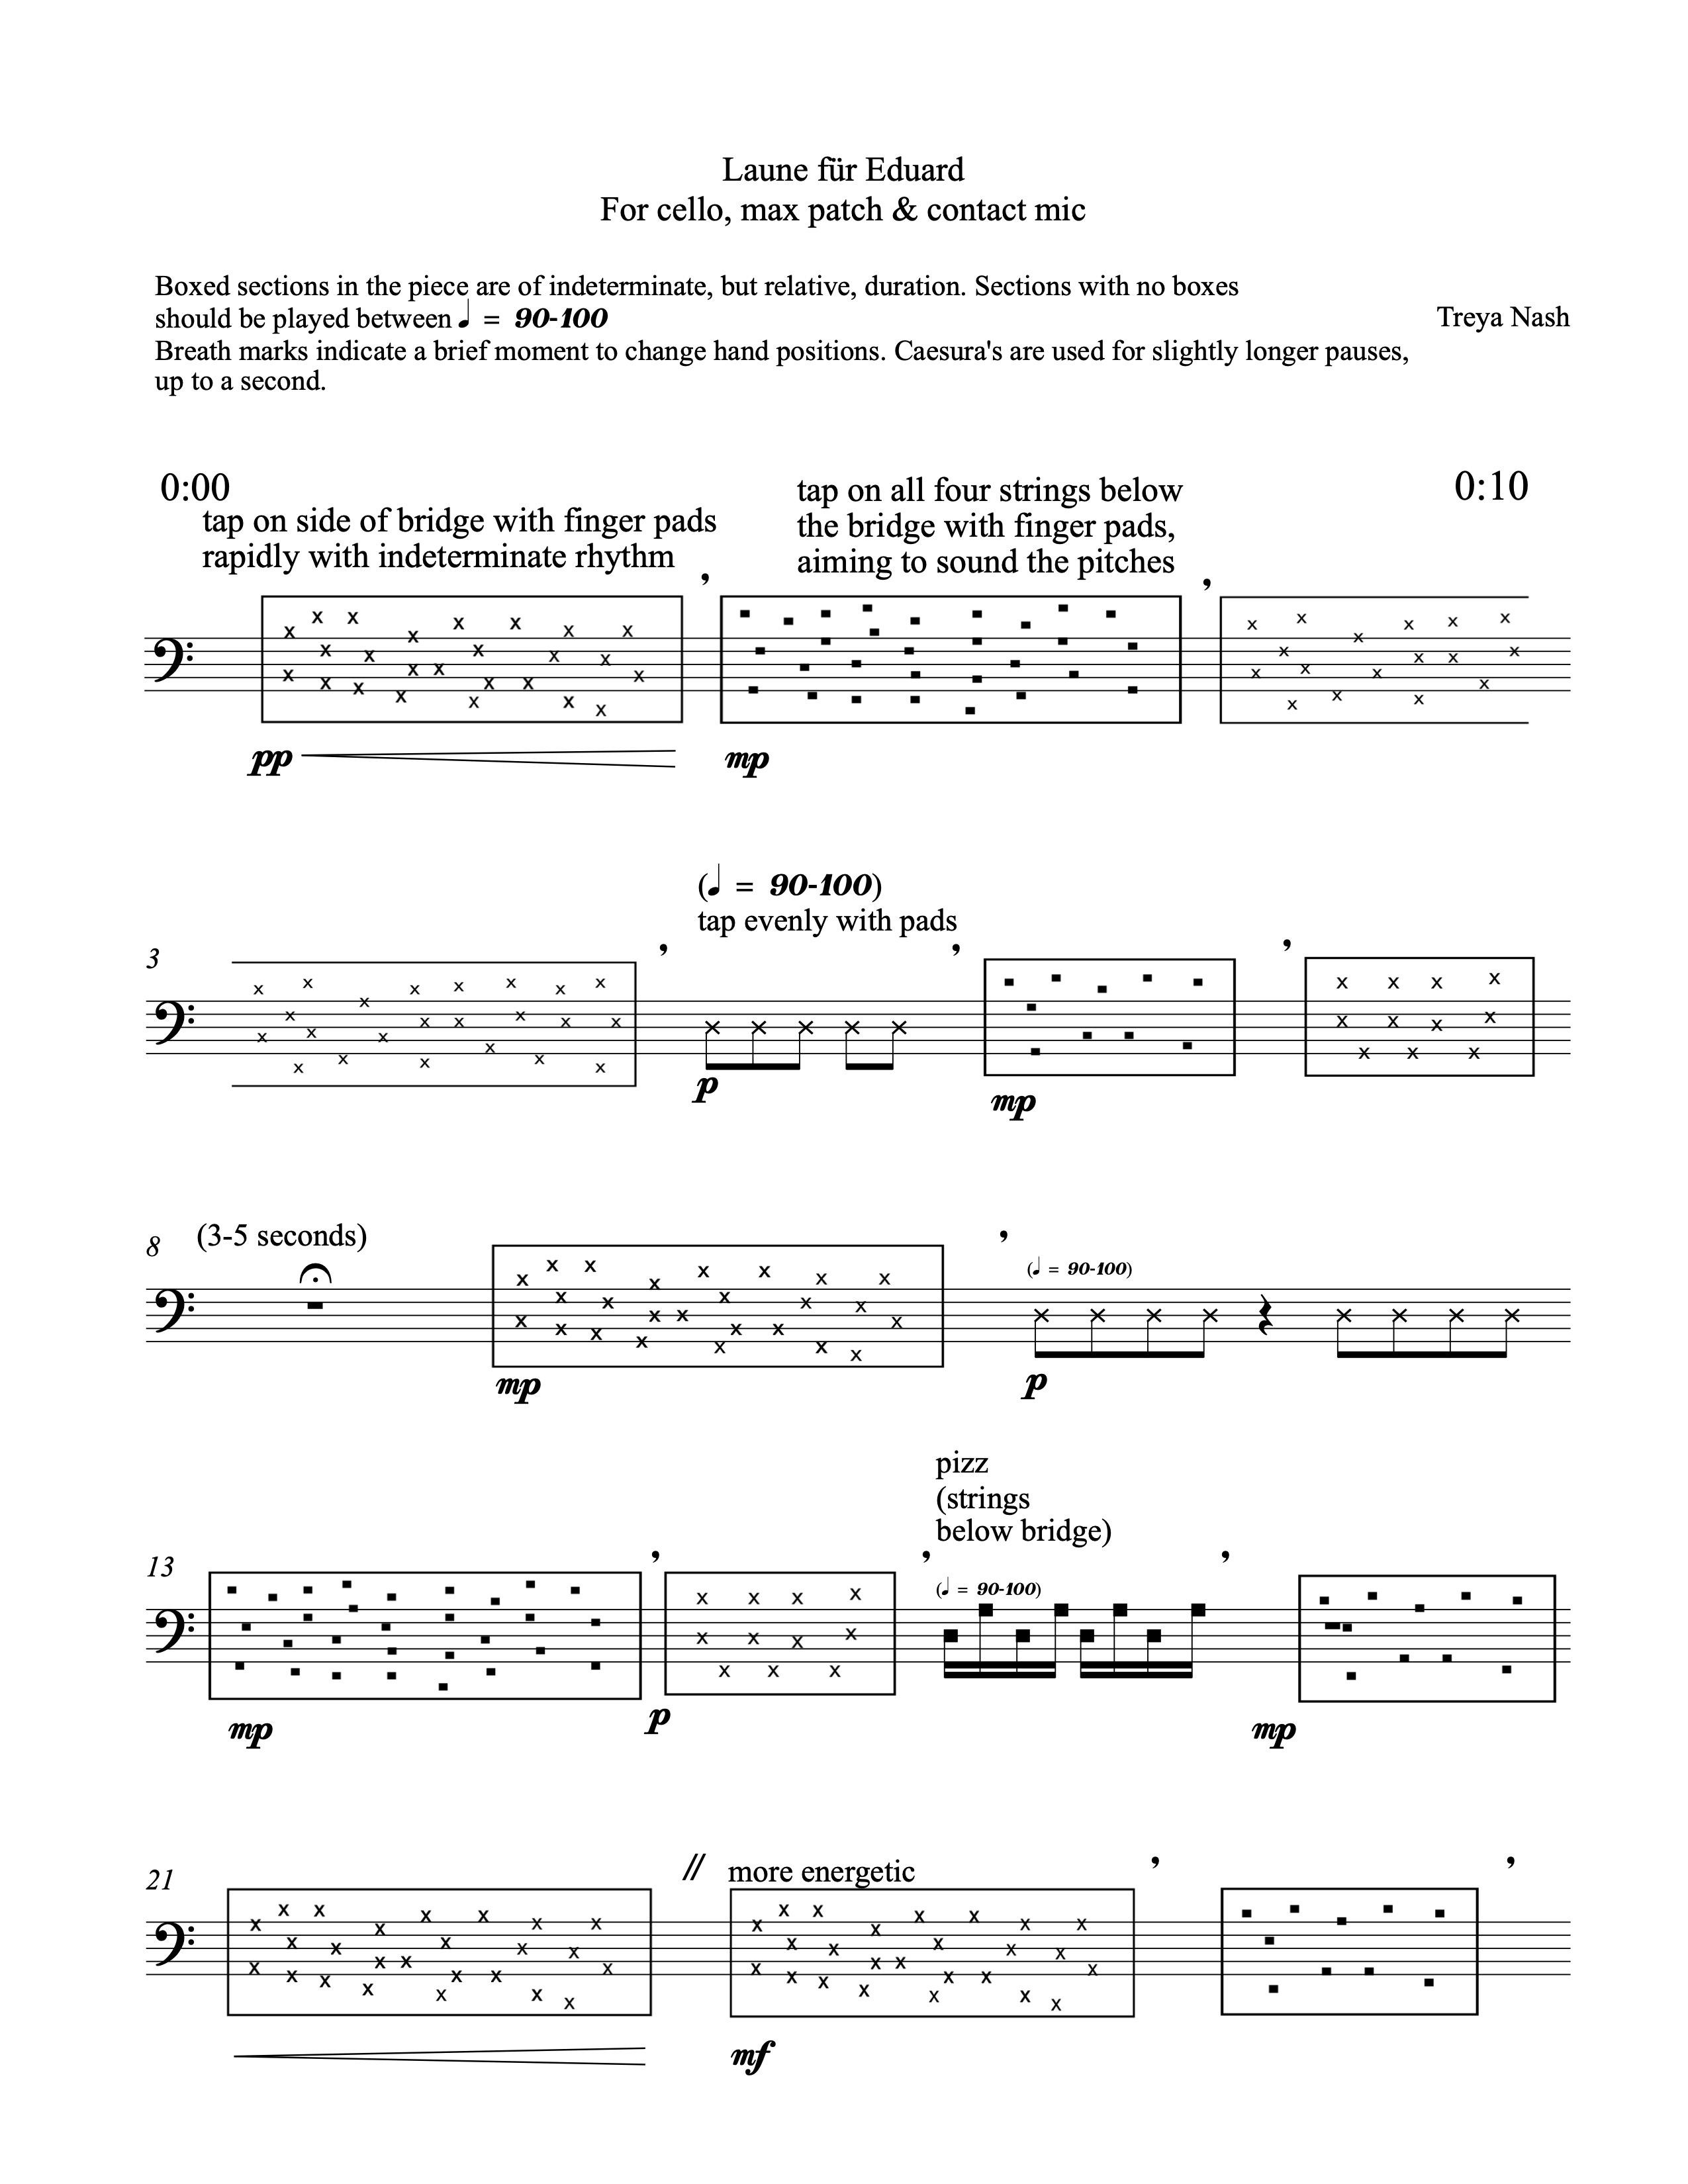 Laune für Eduard
For cello, max patch & contact mic
Boxed sections in the piece are of indeterminate, but relative, duration. Sections with no boxes
should be played between ♩ = 90-100
Treya Nash
Breath marks indicate a brief moment to change hand positions. Caesura's are used for slightly longer pauses,
up to a second.
0:00
tap on side of bridge with finger pads
rapidly with indeterminate rhythm
tap on all four strings below
the bridge with finger pads,
aiming to sound the pitches
0:10
pp
mp
3
(♩ = 90-100)
tap evenly with pads
p
mp
8
(3-5 seconds)
(♩ = 90-100)
mp
p
13
pizz
(strings
below bridge)
(♩ = 90-100)
mp
p
mp
21
more energetic
mf